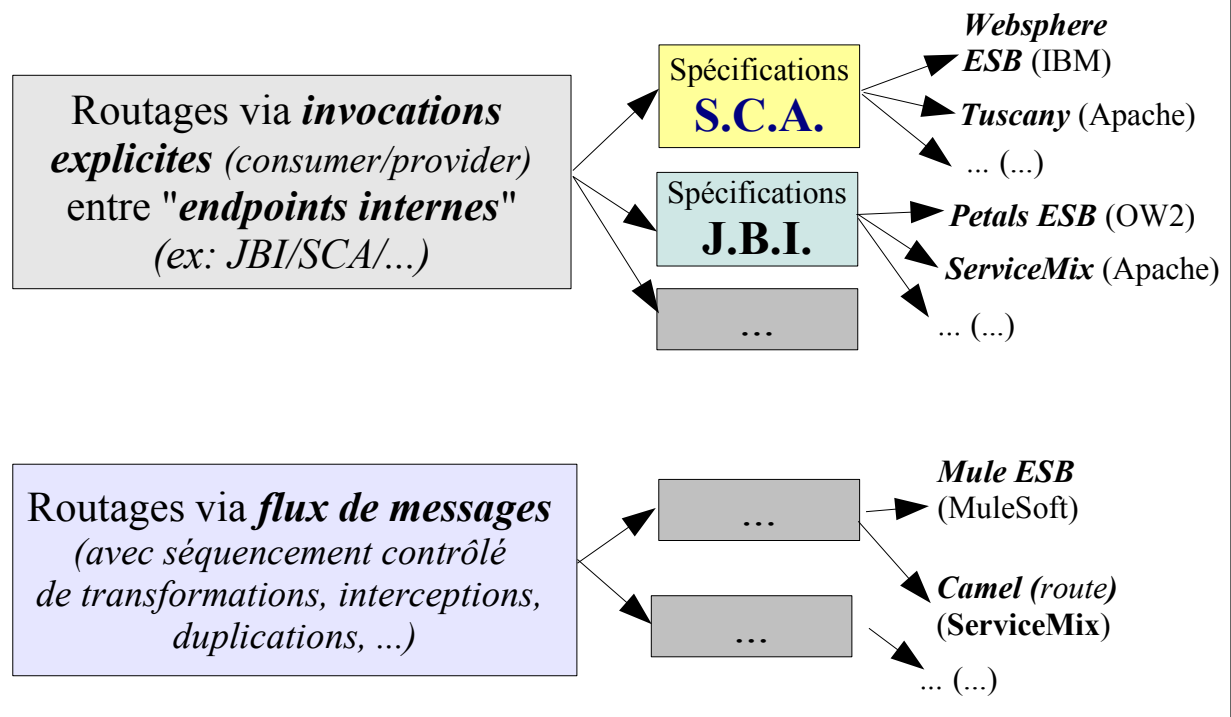 Routages via invocations
explicites (consumer/provider)
entre "endpoints internes"
(ex: JBI/SCA/...)
Spécifications
S.C.A.
Websphere
ESB (IBM)
Tuscany (Apache)
... (...)
Spécifications
J.B.I.
Petals ESB (OW2)
ServiceMix (Apache)
... (...)
...
Routages via flux de messages
(avec séquencement contrôlé
de transformations, interceptions,
duplications, ...)
...
Mule ESB
(MuleSoft)
Camel (route)
(ServiceMix)
...
... (...)